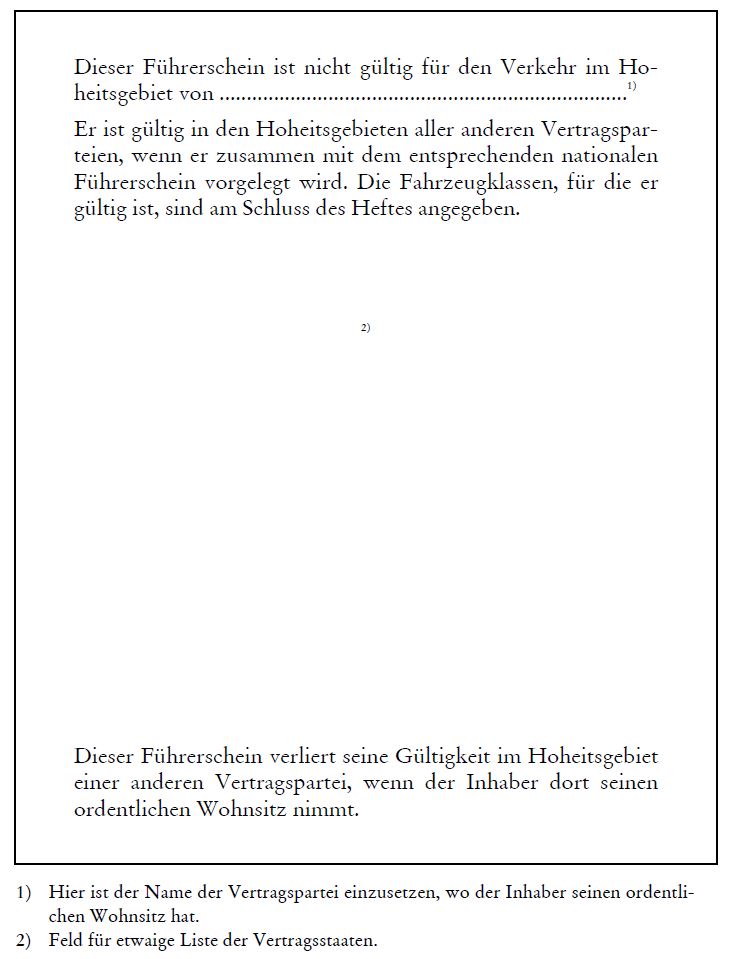 Dieser Führerschein ist nicht gültig für den Verkehr im Ho-
heitsgebiet von ...........................................................................1)
Er ist gültig in den Hoheitsgebieten aller anderen Vertragspar-
teien, wenn er zusammen mit dem entsprechenden nationalen
Führerschein vorgelegt wird. Die Fahrzeugklassen, für die er
gültig ist, sind am Schluss des Heftes angegeben.
2)
Dieser Führerschein verliert seine Gültigkeit im Hoheitsgebiet
einer anderen Vertragspartei, wenn der Inhaber dort seinen
ordentlichen Wohnsitz nimmt.
1) Hier ist der Name der Vertragspartei einzusetzen, wo der Inhaber seinen ordentli-
chen Wohnsitz hat.
2) Feld für etwaige Liste der Vertragsstaaten.